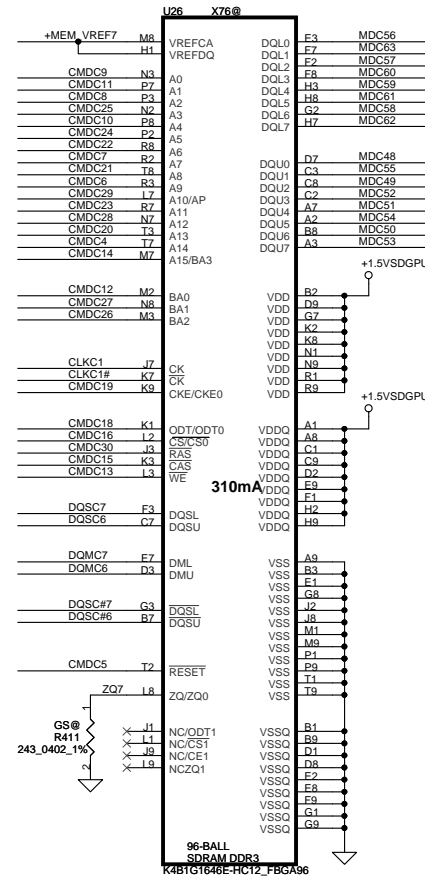 U26 X76@
+MEM_VREF7 M8 VREFCA
H1 VREFDQ
CMDC9 N3 A0
CMDC11 P7 A1
CMDC8 P3 A2
CMDC25 N2 A3
CMDC10 P8 A4
CMDC24 P2 A5
CMDC22 R8 A6
CMDC7 R2 A7
CMDC21 T8 A8
CMDC6 R3 A9
CMDC29 L7 A10/AP
CMDC23 R7 A11
CMDC28 N7 A12
CMDC20 T3 A13
CMDC4 T7 A14
CMDC14 M7 A15/BA3
CMDC12 M2 BA0
CMDC27 N8 BA1
CMDC26 M3 BA2
CLKC1 J7 CK
CLKC1# K7 CK
CMDC19 K9 CKE/CKE0
CMDC18 K1 ODT/ODT0
CMDC16 L2 CS/CS0
CMDC30 J3 RAS
CMDC15 K3 CAS
CMDC13 L3 WE
310mA
DQSC7 F3 DQSL
DQSC6 C7 DQSU
DQMC7 E7 DML
DQMC6 D3 DMU
DQSC#7 G3 DQSL
DQSC#6 B7 DQSU
CMDC5 T2 RESET
ZQ7 L8 ZQ/ZQ0
1
GS@
R411
243_0402_1%
2
J1 NC/ODT1
L1 NC/CS1
J9 NC/CE1
L9 NCZQ1
DQL0 E3 MDC56
DQL1 F7 MDC63
DQL2 F2 MDC57
DQL3 F8 MDC60
DQL4 H3 MDC59
DQL5 H8 MDC61
DQL6 G2 MDC58
DQL7 H7 MDC62
DQU0 D7 MDC48
DQU1 C3 MDC55
DQU2 C8 MDC49
DQU3 C2 MDC52
DQU4 A7 MDC51
DQU5 A2 MDC54
DQU6 B8 MDC50
DQU7 A3 MDC53
+1.5VSDGPU
VDD B2
VDD D9
VDD G7
VDD K2
VDD K8
VDD N1
VDD N9
VDD R1
VDD R9
+1.5VSDGPU
VDDQ A1
VDDQ A8
VDDQ C1
VDDQ C9
VDDQ D2
VDDQ E9
VDDQ F1
VDDQ H2
VDDQ H9
VSS A9
VSS B3
VSS E1
VSS G8
VSS J2
VSS J8
VSS M1
VSS M9
VSS P1
VSS P9
VSS T1
VSS T9
VSSQ B1
VSSQ B9
VSSQ D1
VSSQ D8
VSSQ E2
VSSQ E8
VSSQ F9
VSSQ G1
VSSQ G9
96-BALL
SDRAM DDR3
K4B1G1646E-HC12_FBGA96